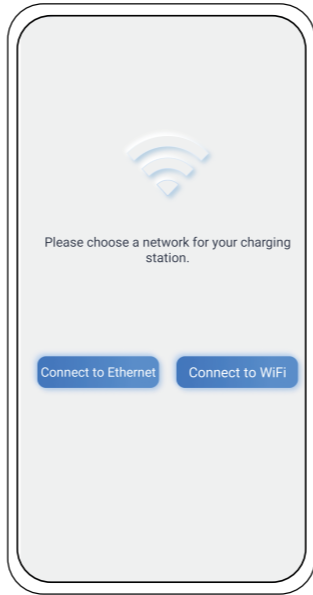 Please choose a network for your charging
station.
Connect to Ethernet
Connect to WiFi